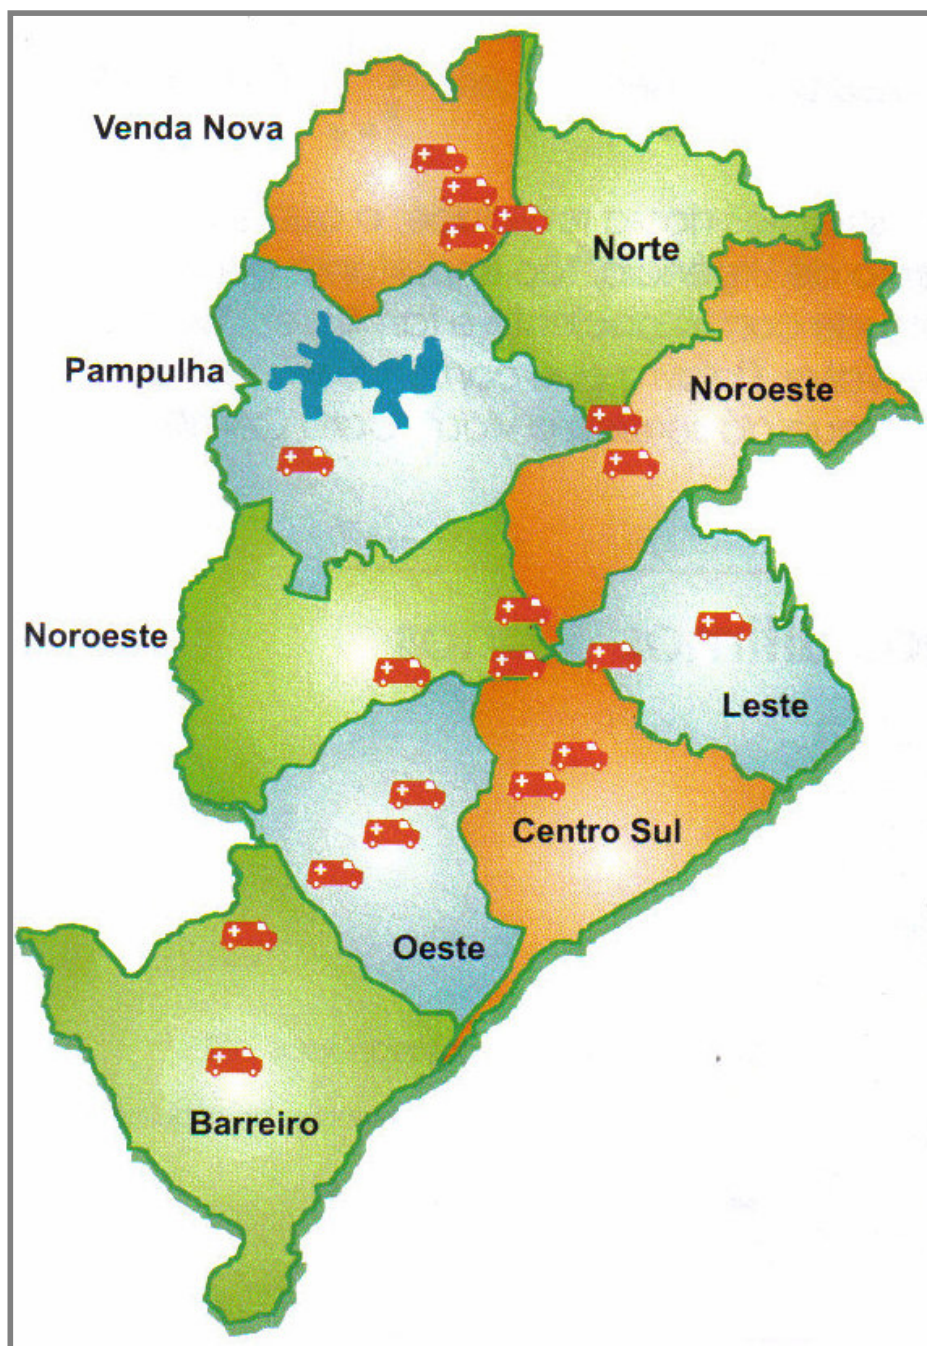 Venda Nova
Norte
Pampulha
Noroeste
Noroeste
Leste
Centro Sul
Oeste
Barreiro